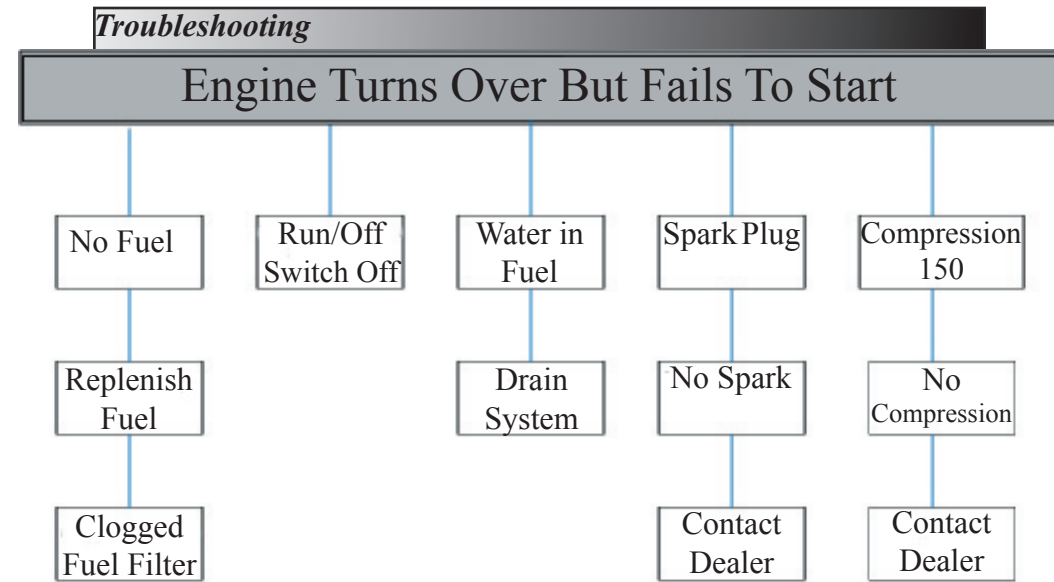 Troubleshooting
Engine Turns Over But Fails To Start
No Fuel
Run/Off
Switch Off
Water in
Fuel
Spark Plug
Compression
150
Replenish
Fuel
Drain
System
No Spark
No
Compression
Clogged
Fuel Filter
Contact
Dealer
Contact
Dealer